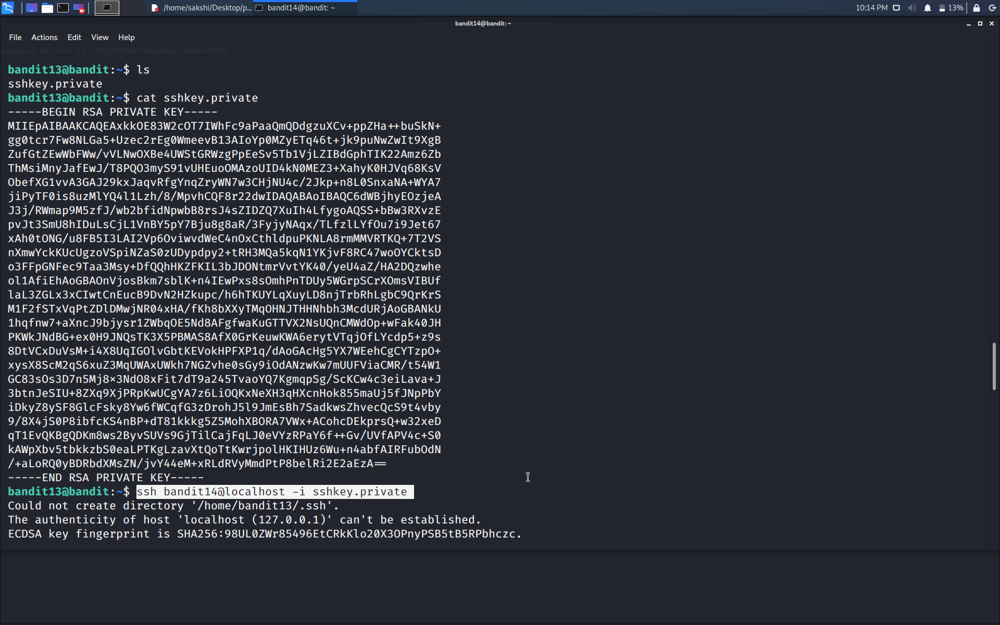 /home/sakshi/Desktop/p... bandit14@bandit: ~ 10:14 PM 13%
bandit14@bandit: ~
File Actions Edit View Help
bandit13@bandit:~$ ls
sshkey.private
bandit13@bandit:~$ cat sshkey.private
-----BEGIN RSA PRIVATE KEY-----
MIIEpAIBAAKCAQEAxkkOE83W2cOT7IWhFc9aPaaQmQDdgzuXCv+ppZHa++buSkN+
gg0tcr7Fw8NLGa5+Uzec2rEg0WmeevB13AIoYp0MZyETq46t+jk9puNwZwIt9XgB
ZufGtZEwWbFWw/vVLNwOXBe4UWStGRWzgPpEeSv5Tb1VjLZIBdGphTIK22Amz6Zb
ThMsiMnyJafEwJ/T8PQO3myS91vUHEuoOMAzoUID4kN0MEZ3+XahyK0HJVq68KsV
ObefXG1vvA3GAJ29kxJaqvRfgYnqZryWN7w3CHjNU4c/2Jkp+n8L0SnxaNA+WYA7
jiPyTF0is8uzMlYQ4l1Lzh/8/MpvhCQF8r22dwIDAQABAoIBAQC6dWBjhyEOzjeA
J3j/RWmap9M5zfJ/wb2bfidNpwbB8rsJ4sZIDZQ7XuIh4LfygoAQSS+bBw3RXvzE
pvJt3SmU8hIDuLsCjL1VnBY5pY7Bju8g8aR/3FyjyNAqx/TLfzlLYfOu7i9Jet67
xAh0tONG/u8FB5I3LAI2Vp6OviwvdWeC4nOxCthldpuPKNLA8rmMMVRTKQ+7T2VS
nXmwYckKUcUgzoVSpiNZaS0zUDypdpy2+tRH3MQa5kqN1YKjvF8RC47woOYCktsD
o3FFpGNFec9Taa3Msy+DfQQhHKZFKIL3bJDONtmrVvtYK40/yeU4aZ/HA2DQzwhe
ol1AfiEhAoGBAOnVjosBkm7sblK+n4IEwPxs8sOmhPnTDUy5WGrpSCrXOmsVIBUf
laL3ZGLx3xCIwtCnEucB9DvN2HZkupc/h6hTKUYLqXuyLD8njTrbRhLgbC9QrKrS
M1F2fSTxVqPtZDlDMwjNR04xHA/fKh8bXXyTMqOHNJTHHNhbh3McdURjAoGBANkU
1hqfnw7+aXncJ9bjysr1ZWbqOE5Nd8AFgfwaKuGTTVX2NsUQnCMWdOp+wFak40JH
PKWkJNdBG+ex0H9JNQsTK3X5PBMAS8AfX0GrKeuwKWA6erytVTqjOfLYcdp5+z9s
8DtVCxDuVsM+i4X8UqIGOlvGbtKEVokHPFXP1q/dAoGAcHg5YX7WEehCgCYTzpO+
xysX8ScM2qS6xuZ3MqUWAxUWkh7NGZvhe0sGy9iOdANzwKw7mUUFViaCMR/t54W1
GC83sOs3D7n5Mj8x3NdO8xFit7dT9a245TvaoYQ7KgmqpSg/ScKCw4c3eiLava+J
3btnJeSIU+8ZXq9XjPRpKwUCgYA7z6LiOQKxNeXH3qHXcnHok855maUj5fJNpPbY
iDkyZ8ySF8GlcFsky8Yw6fWCqfG3zDrohJ5l9JmEsBh7SadkwsZhvecQcS9t4vby
9/8X4jS0P8ibfcKS4nBP+dT81kkkg5Z5MohXBORA7VWx+ACohcDEkprsQ+w32xeD
qT1EvQKBgQDKm8ws2ByvSUVs9GjTilCajFqLJ0eVYzRPaY6f++Gv/UVfAPV4c+S0
kAWpXbv5tbkkzbS0eaLPTKgLzavXtQoTtKwrjpolHKIHUz6Wu+n4abfAIRFubOdN
/+aLoRQ0yBDRbdXMsZN/jvY44eM+xRLdRVyMmdPtP8belRi2E2aEzA==
-----END RSA PRIVATE KEY-----
bandit13@bandit:~$ ssh bandit14@localhost -i sshkey.private
Could not create directory '/home/bandit13/.ssh'.
The authenticity of host 'localhost (127.0.0.1)' can't be established.
ECDSA key fingerprint is SHA256:98UL0ZWr85496EtCRkKlo20X3OPnyPSB5tB5RPbhczc.